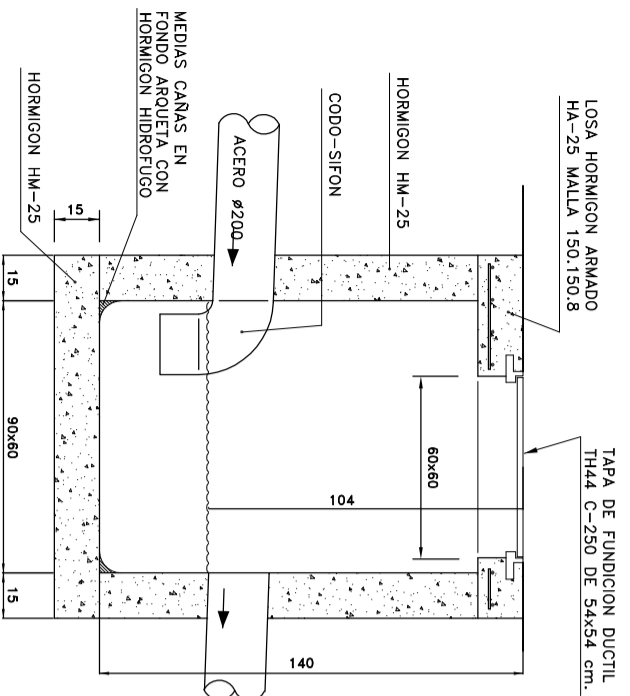 LOSA HORMIGON ARMADO
HA-25 MALLA 150.150.8
TAPA DE FUNDICION DUCTIL
TH44 C-250 DE 54x54 cm.
HORMIGON HM-25
CODO-SIFON
ACERO ø200
MEDIAS CAÑAS EN
FONDO ARQUETA CON
HORMIGON HIDROFUGO
HORMIGON HM-25
60x60
104
140
15
15
90x60
15